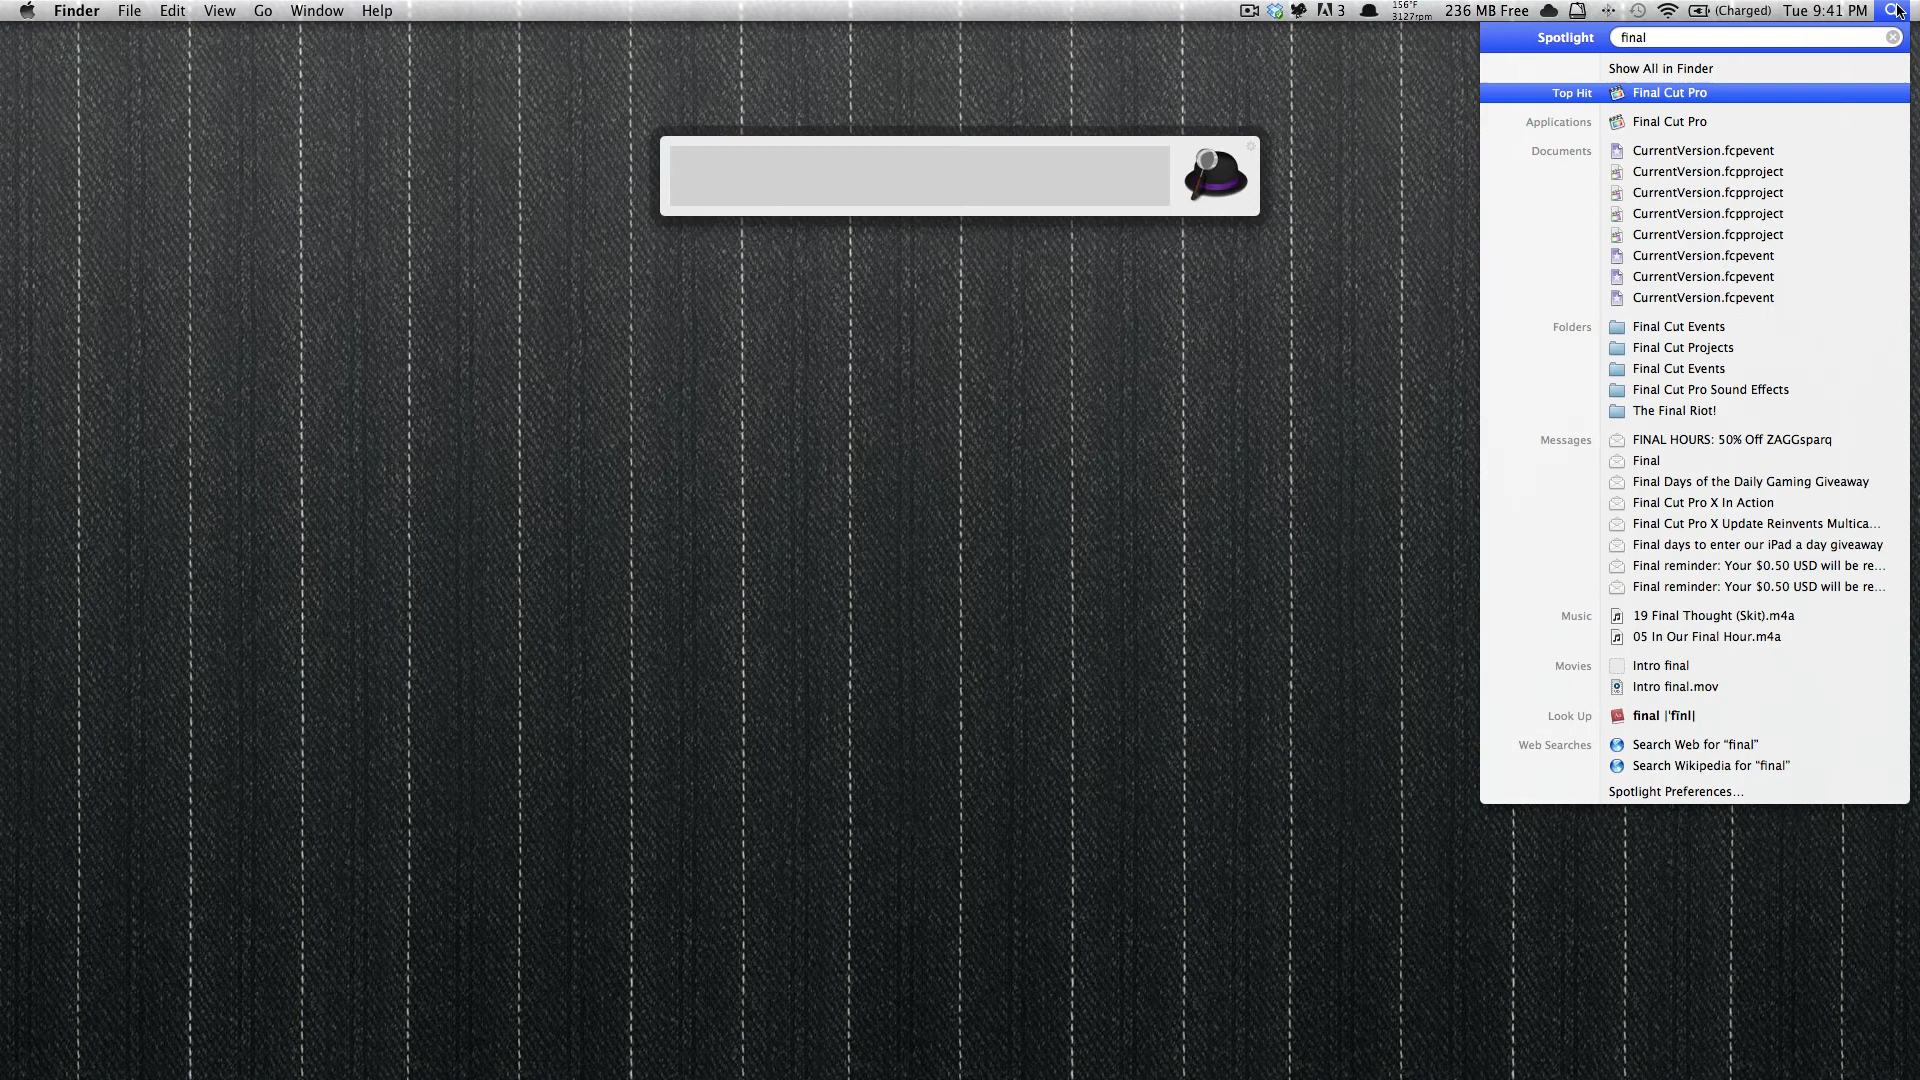 Finder File Edit View Go Window Help 3 156°F 3127rpm 236 MB Free (Charged) Tue 9:41 PM
Spotlight final
Show All in Finder
Top Hit Final Cut Pro
Applications Final Cut Pro
Documents CurrentVersion.fcpevent
CurrentVersion.fcpproject
CurrentVersion.fcpproject
CurrentVersion.fcpproject
CurrentVersion.fcpproject
CurrentVersion.fcpevent
CurrentVersion.fcpevent
CurrentVersion.fcpevent
Folders Final Cut Events
Final Cut Projects
Final Cut Events
Final Cut Pro Sound Effects
The Final Riot!
Messages FINAL HOURS: 50% Off ZAGGsparq
Final
Final Days of the Daily Gaming Giveaway
Final Cut Pro X In Action
Final Cut Pro X Update Reinvents Multica...
Final days to enter our iPad a day giveaway
Final reminder: Your $0.50 USD will be re...
Final reminder: Your $0.50 USD will be re...
Music 19 Final Thought (Skit).m4a
05 In Our Final Hour.m4a
Movies Intro final
Intro final.mov
Look Up final |ˈfīnl|
Web Searches Search Web for “final”
Search Wikipedia for “final”
Spotlight Preferences...